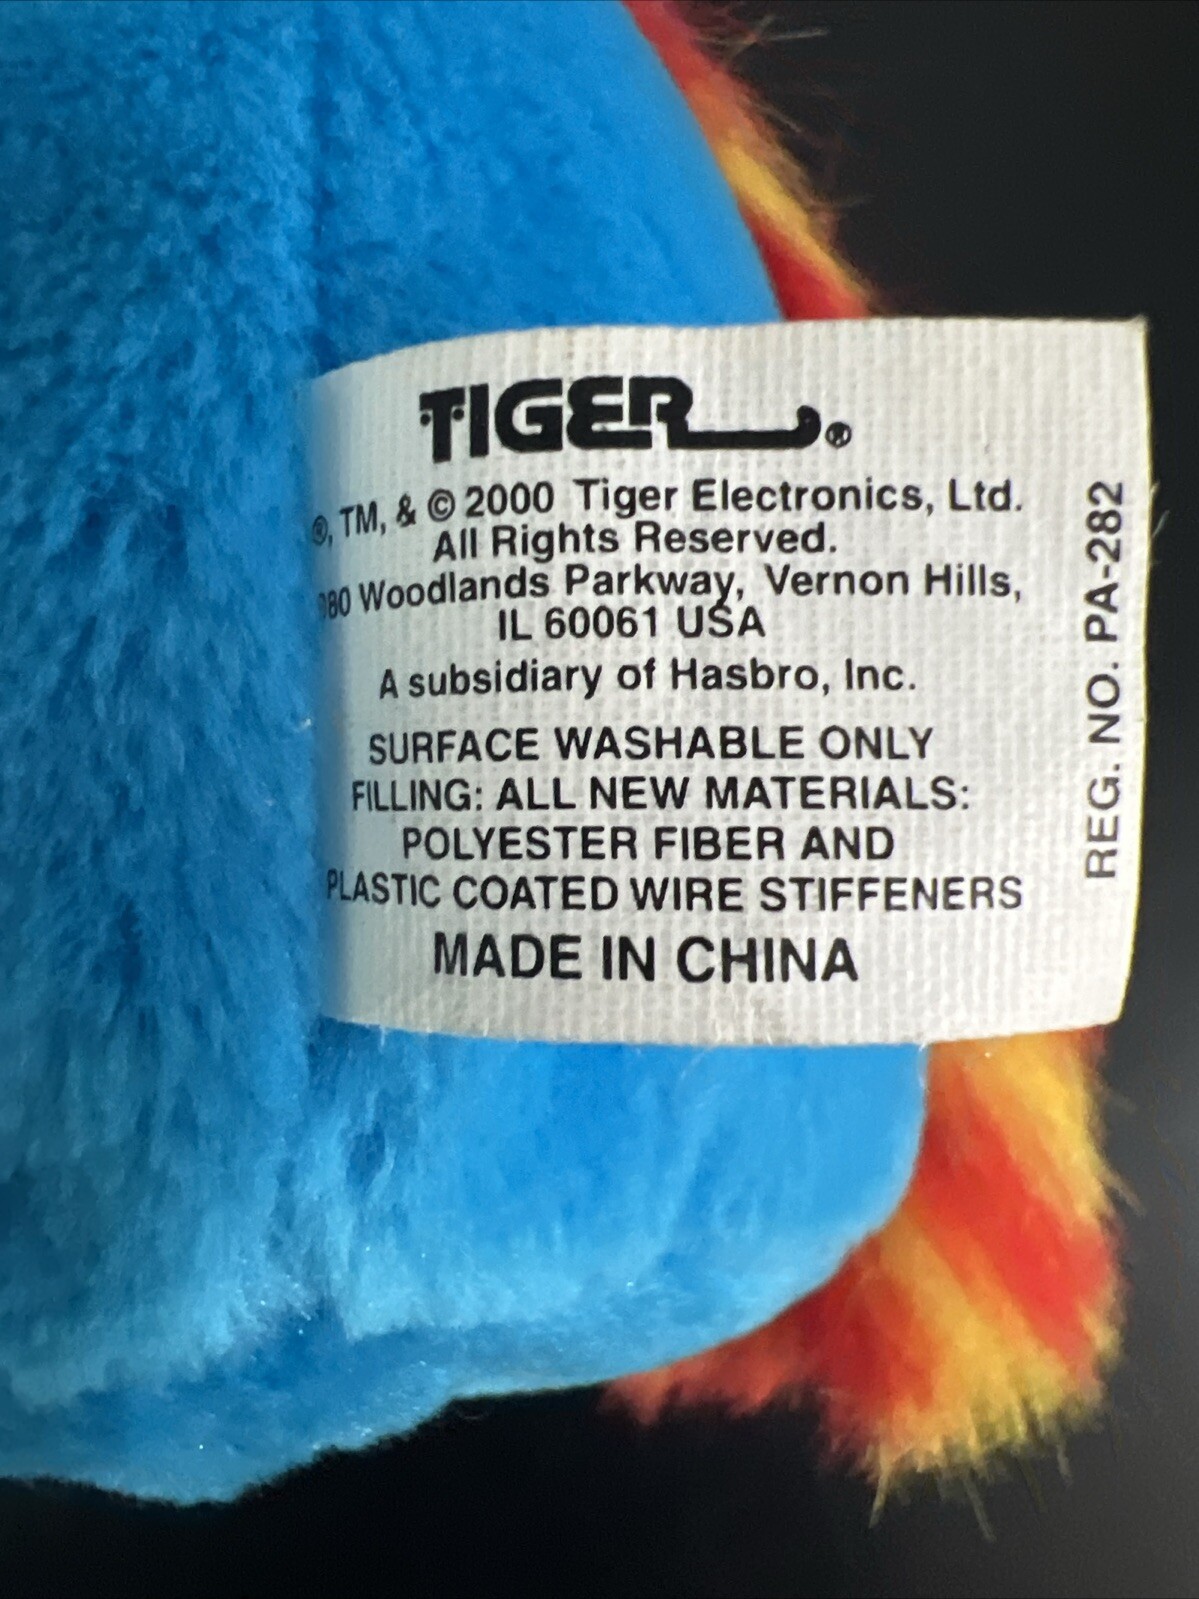 TIGER®
®, TM, & © 2000 Tiger Electronics, Ltd.
All Rights Reserved.
Woodlands Parkway, Vernon Hills,
IL 60061 USA
A subsidiary of Hasbro, Inc.
SURFACE WASHABLE ONLY
FILLING: ALL NEW MATERIALS:
POLYESTER FIBER AND
PLASTIC COATED WIRE STIFFENERS
MADE IN CHINA
REG. NO. PA-282